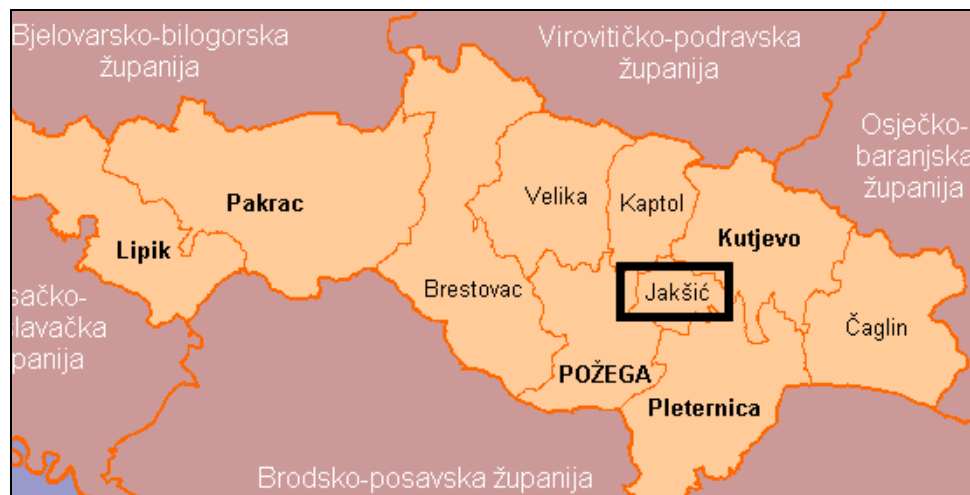 Bjelovarsko-bilogorska
županija
Virovitičko-podravska
županija
Osječko-
baranjska
županija
Pakrac
Lipik
Velika
Kaptol
Kutjevo
Brestovac
Jakšić
Čaglin
sačko-
lavačka
panija
POŽEGA
Pleternica
Brodsko-posavska županija